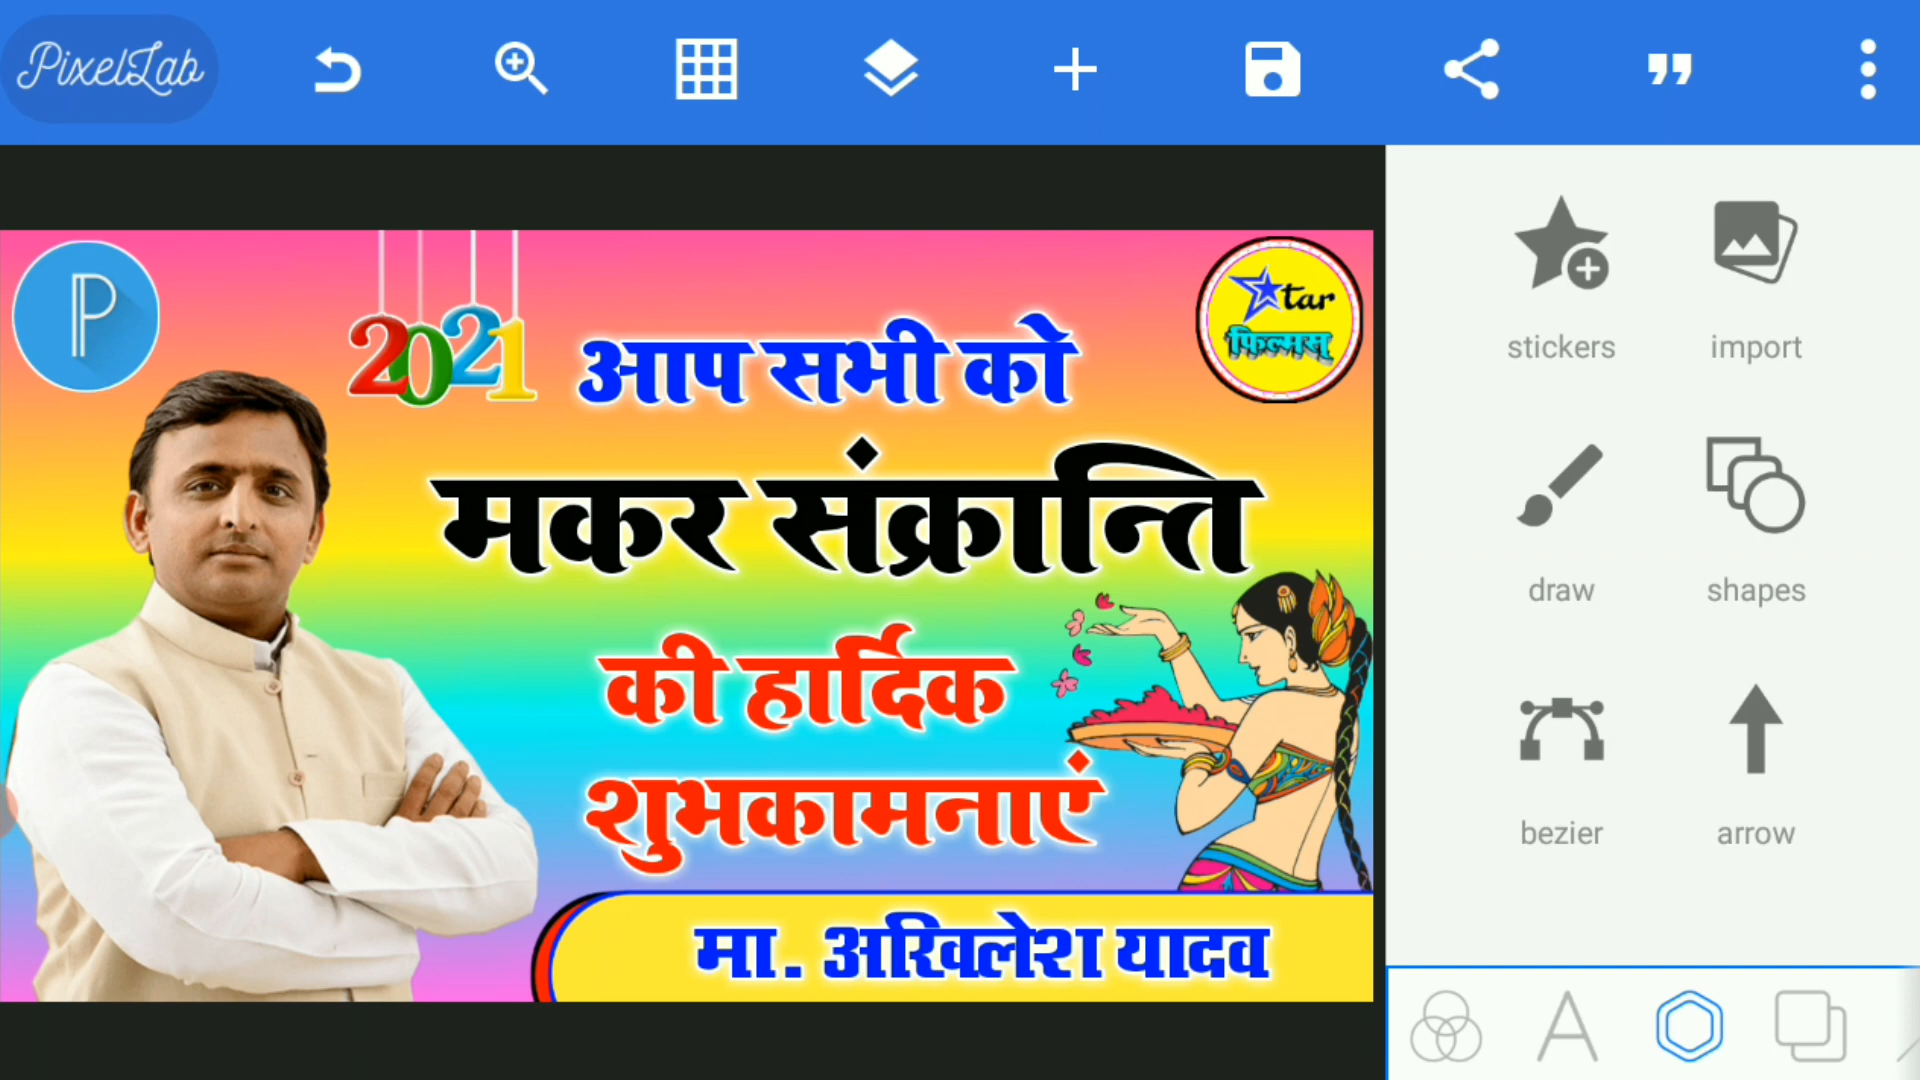 PixelLab
P
2021
Star
फिल्मस्
आप सभी को
मकर संक्रान्ति
की हार्दिक
शुभकामनाएं
मा. अखिलेश यादव
stickers
import
draw
shapes
bezier
arrow
A